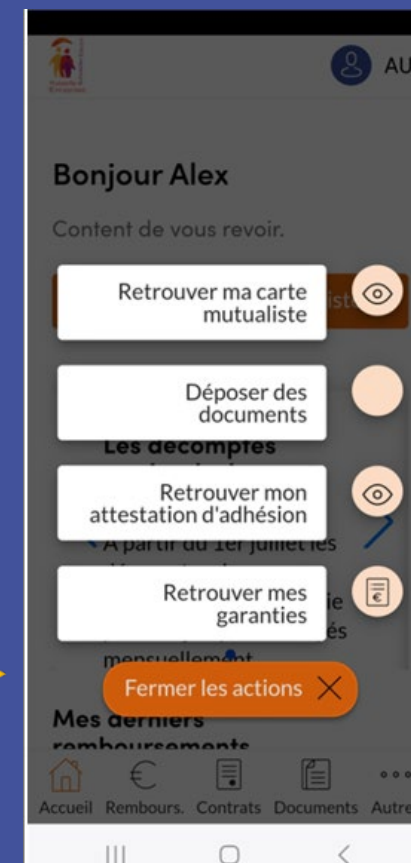 AU
Bonjour Alex
Content de vous revoir.
Retrouver ma carte
mutualiste
Déposer des
documents
Les décomptes
Retrouver mon
attestation d'adhésion
A partir du 1er juillet les
Retrouver mes
garanties
ie
és
mensuellement
Fermer les actions
Mes derniers
remboursements
Accueil Rembours. Contrats Documents Autre